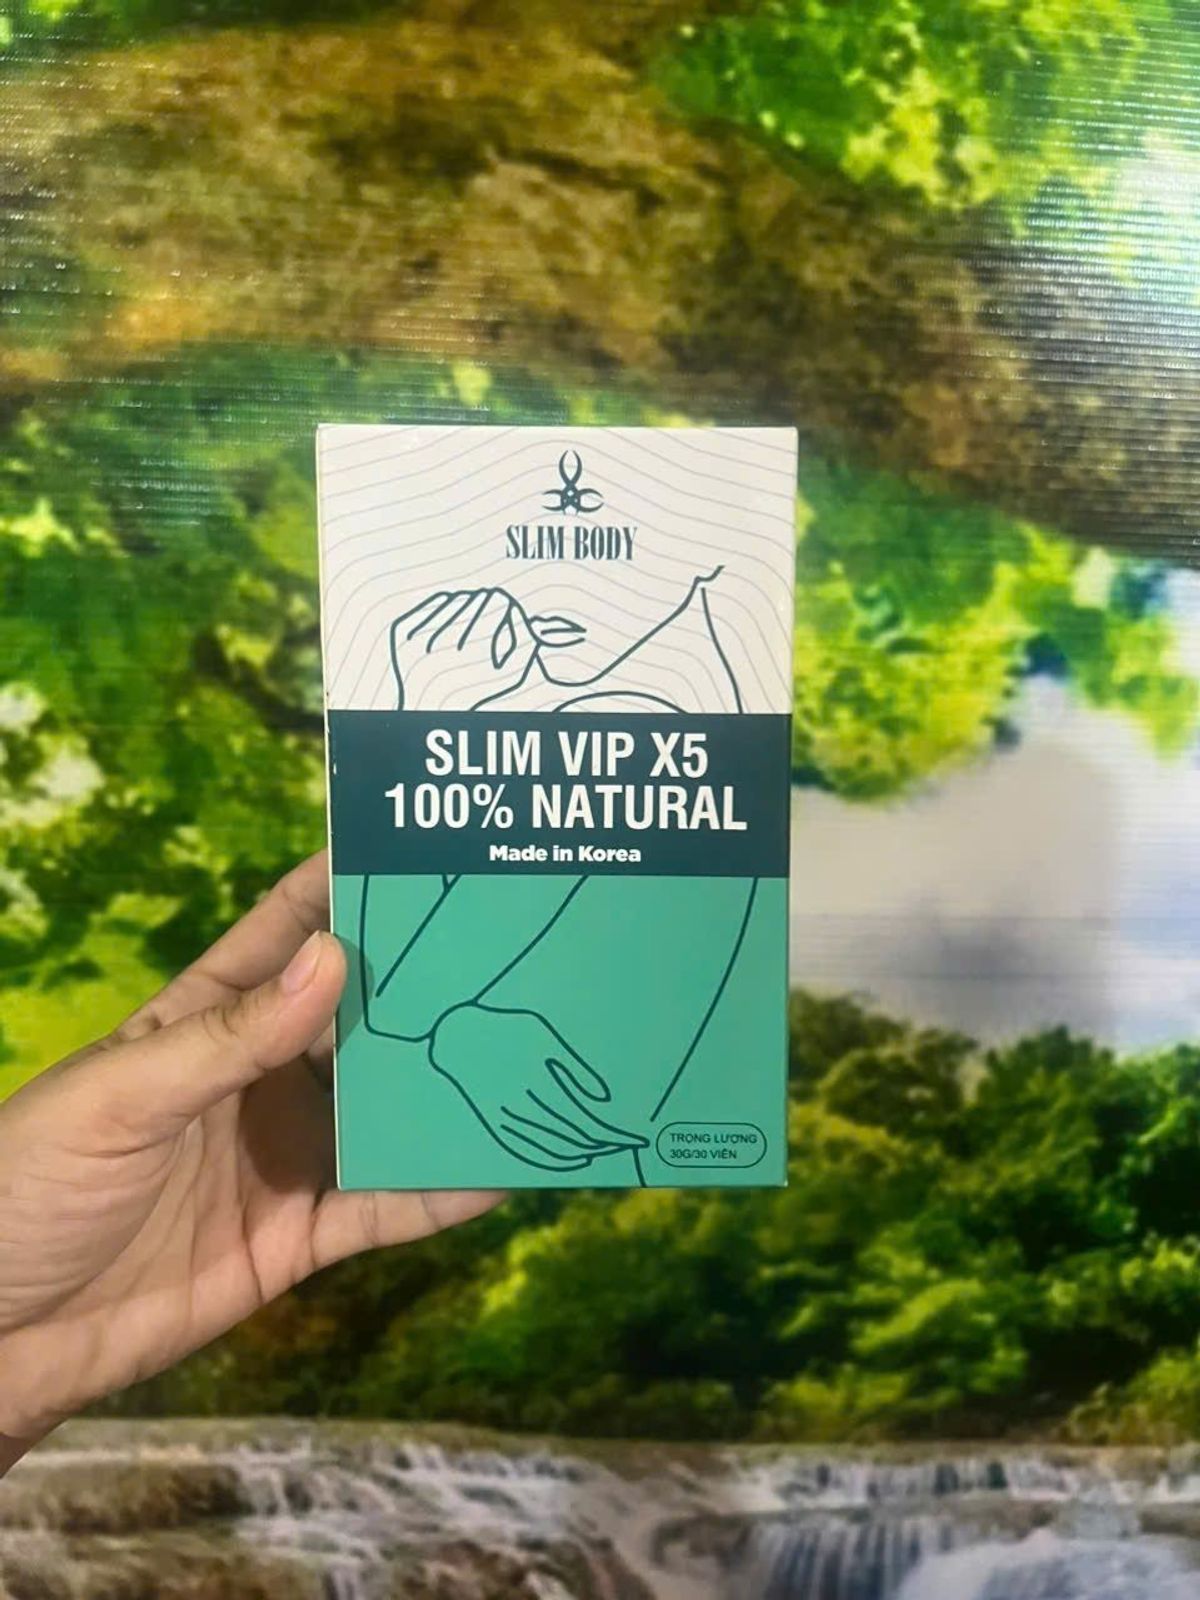 SLIM BODY
SLIM VIP X5
100% NATURAL
Made in Korea
TRỌNG LƯỢNG
30G/30 VIÊN